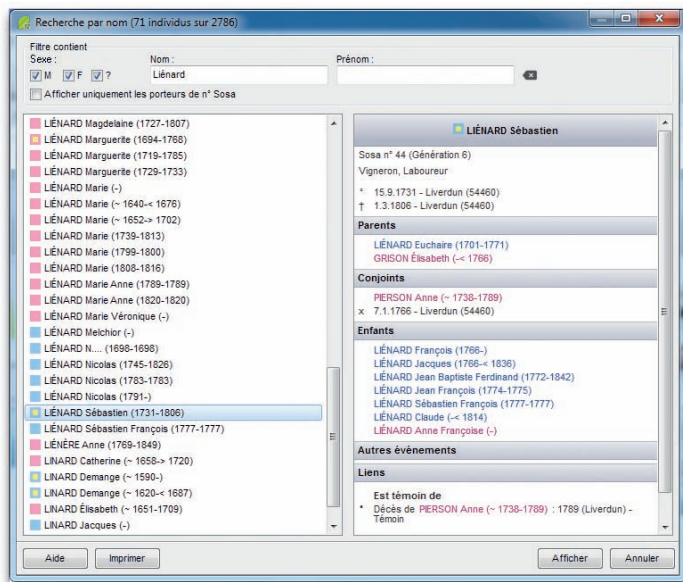 Recherche par nom (71 individus sur 2786)
Filtre contient
Sexe : Nom : Prénom :
M F ? Liénard
Afficher uniquement les porteurs de n° Sosa
LIÉNARD Magdelaine (1727-1807)
LIÉNARD Marguerite (1694-1768)
LIÉNARD Marguerite (1719-1785)
LIÉNARD Marguerite (1729-1733)
LIÉNARD Marie (-)
LIÉNARD Marie (~ 1640-< 1676)
LIÉNARD Marie (~ 1652-> 1702)
LIÉNARD Marie (1739-1813)
LIÉNARD Marie (1799-1800)
LIÉNARD Marie (1808-1816)
LIÉNARD Marie Anne (1789-1789)
LIÉNARD Marie Anne (1820-1820)
LIÉNARD Marie Véronique (-)
LIÉNARD Melchior (-)
LIÉNARD N.... (1698-1698)
LIÉNARD Nicolas (1745-1826)
LIÉNARD Nicolas (1783-1783)
LIÉNARD Nicolas (1791-)
LIÉNARD Sébastien (1731-1806)
LIÉNARD Sébastien François (1777-1777)
LIÉNÈRE Anne (1769-1849)
LINARD Catherine (~ 1658-> 1720)
LINARD Demange (~ 1590-)
LINARD Demange (~ 1620-< 1687)
LINARD Élisabeth (~ 1651-1709)
LINARD Jacques (-)
LIÉNARD Sébastien
Sosa n° 44 (Génération 6)
Vigneron, Laboureur
° 15.9.1731 - Liverdun (54460)
† 1.3.1806 - Liverdun (54460)
Parents
LIÉNARD Euchaire (1701-1771)
GRISON Élisabeth (-< 1766)
Conjoints
PIERSON Anne (~ 1738-1789)
x 7.1.1766 - Liverdun (54460)
Enfants
LIÉNARD François (1766-)
LIÉNARD Jacques (1766-< 1836)
LIÉNARD Jean Baptiste Ferdinand (1772-1842)
LIÉNARD Jean François (1774-1775)
LIÉNARD Sébastien François (1777-1777)
LIÉNARD Claude (-< 1814)
LIÉNARD Anne Françoise (-)
Autres évènements
Liens
Est témoin de
* Décès de PIERSON Anne (~ 1738-1789) : 1789 (Liverdun) -
Témoin
Aide Imprimer Afficher Annuler